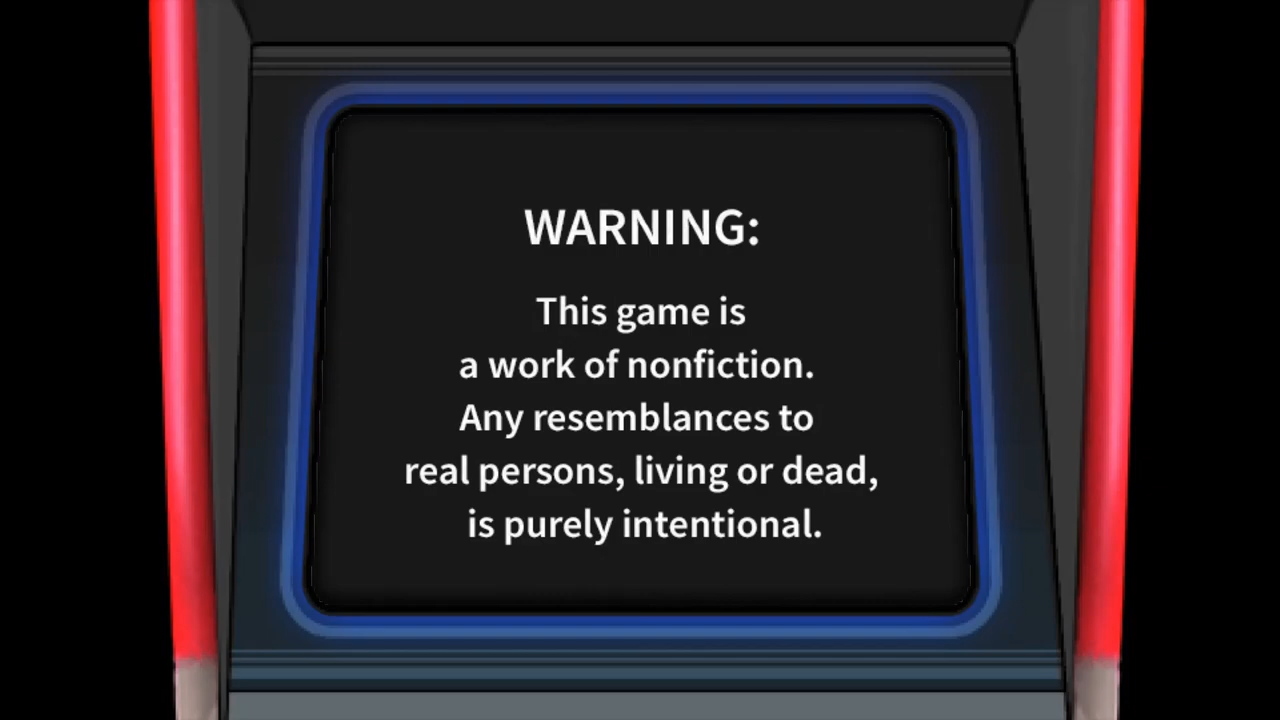 WARNING:
This game is
a work of nonfiction.
Any resemblances to
real persons, living or dead,
is purely intentional.